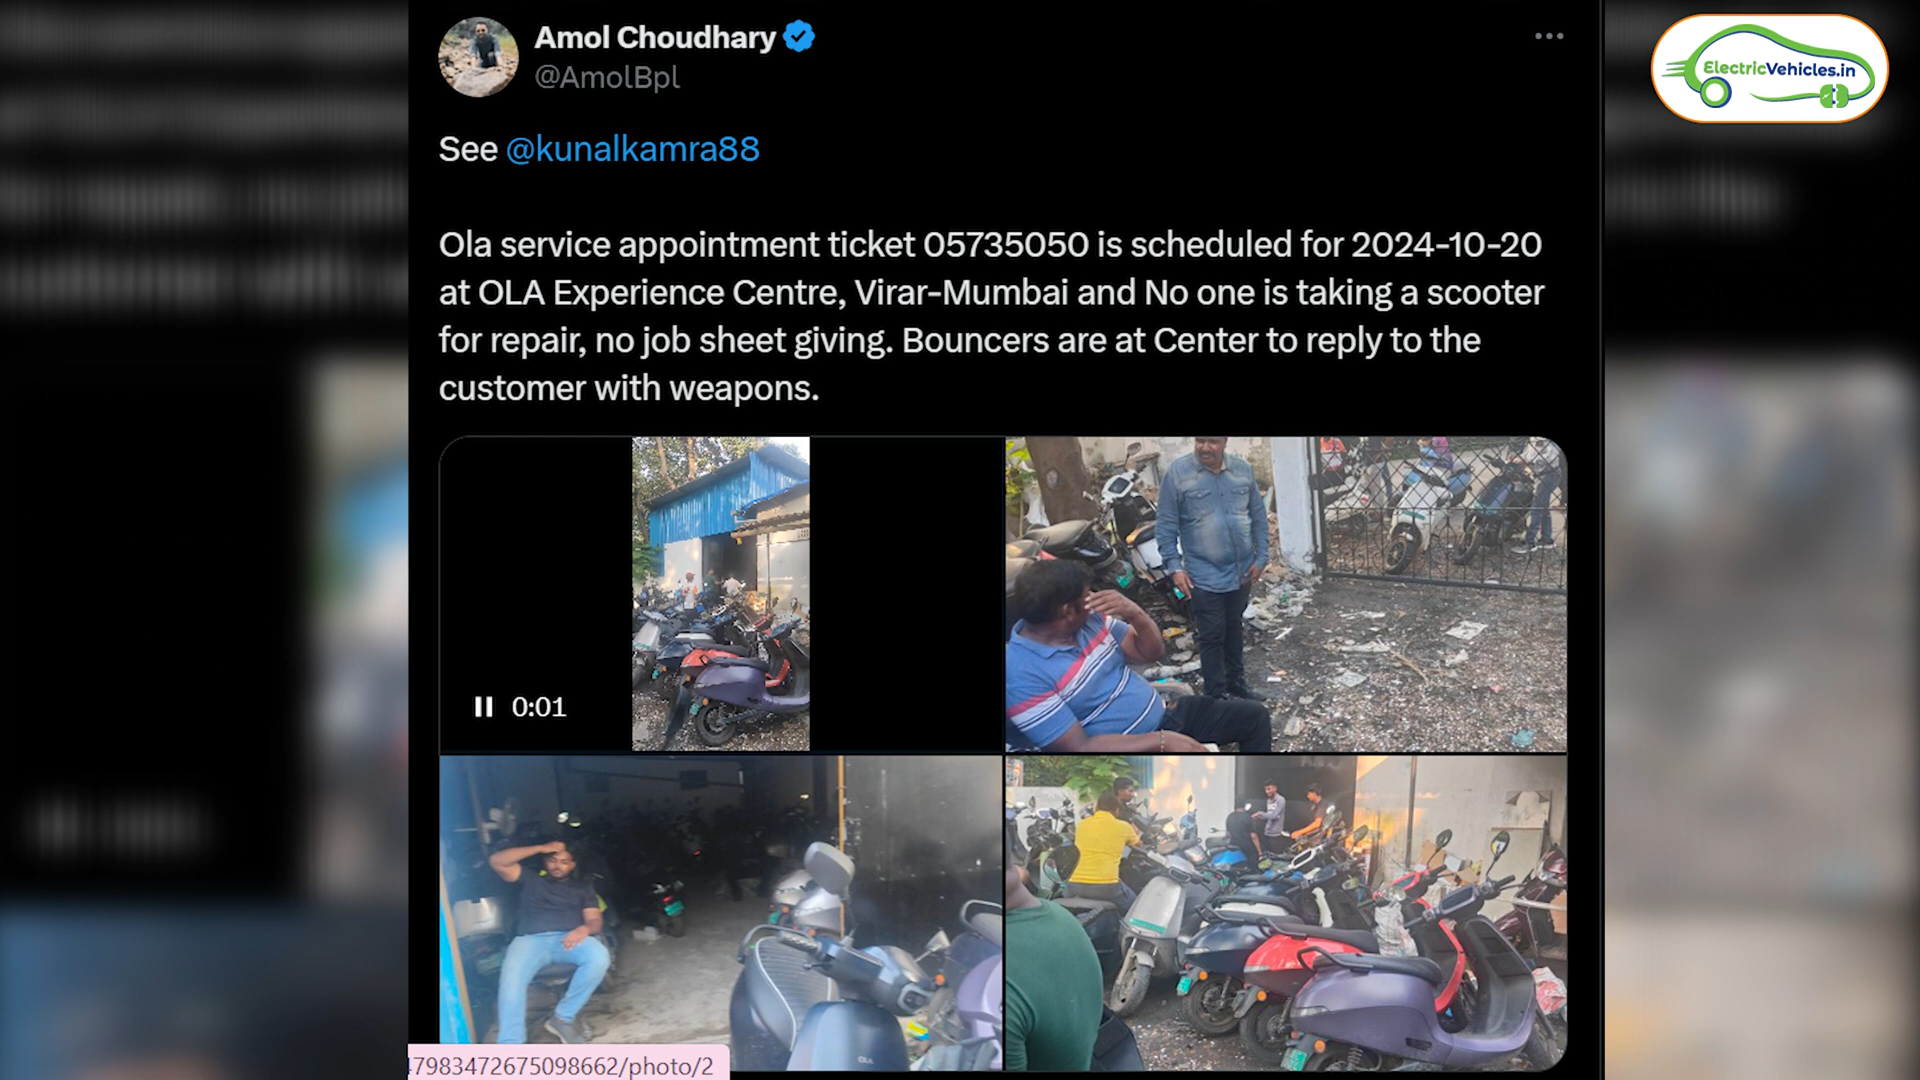 Amol Choudhary
@AmolBpl
ElectricVehicles.in
See @kunalkamra88
Ola service appointment ticket 05735050 is scheduled for 2024-10-20
at OLA Experience Centre, Virar-Mumbai and No one is taking a scooter
for repair, no job sheet giving. Bouncers are at Center to reply to the
customer with weapons.
0:01
OLA
47983472675098662/photo/2